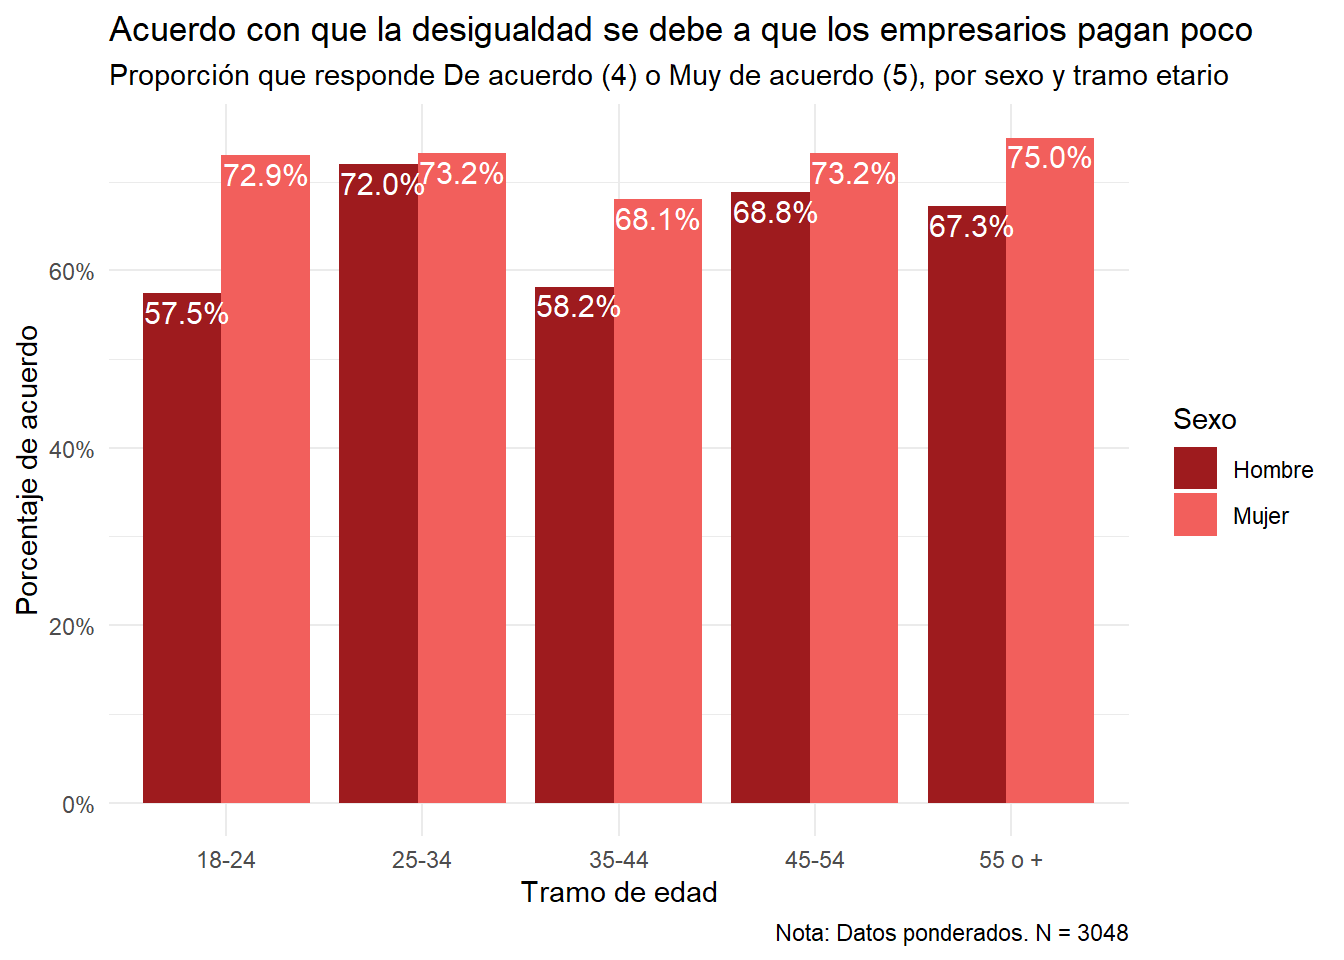 Acuerdo con que la desigualdad se debe a que los empresarios pagan poco
Proporción que responde De acuerdo (4) o Muy de acuerdo (5), por sexo y tramo etario
Porcentaje de acuerdo
60%
40%
20%
0%
57.5%
72.9%
72.0%
73.2%
58.2%
68.1%
68.8%
73.2%
67.3%
75.0%
18-24
25-34
35-44
45-54
55 o +
Tramo de edad
Sexo
Hombre
Mujer
Nota: Datos ponderados. N = 3048